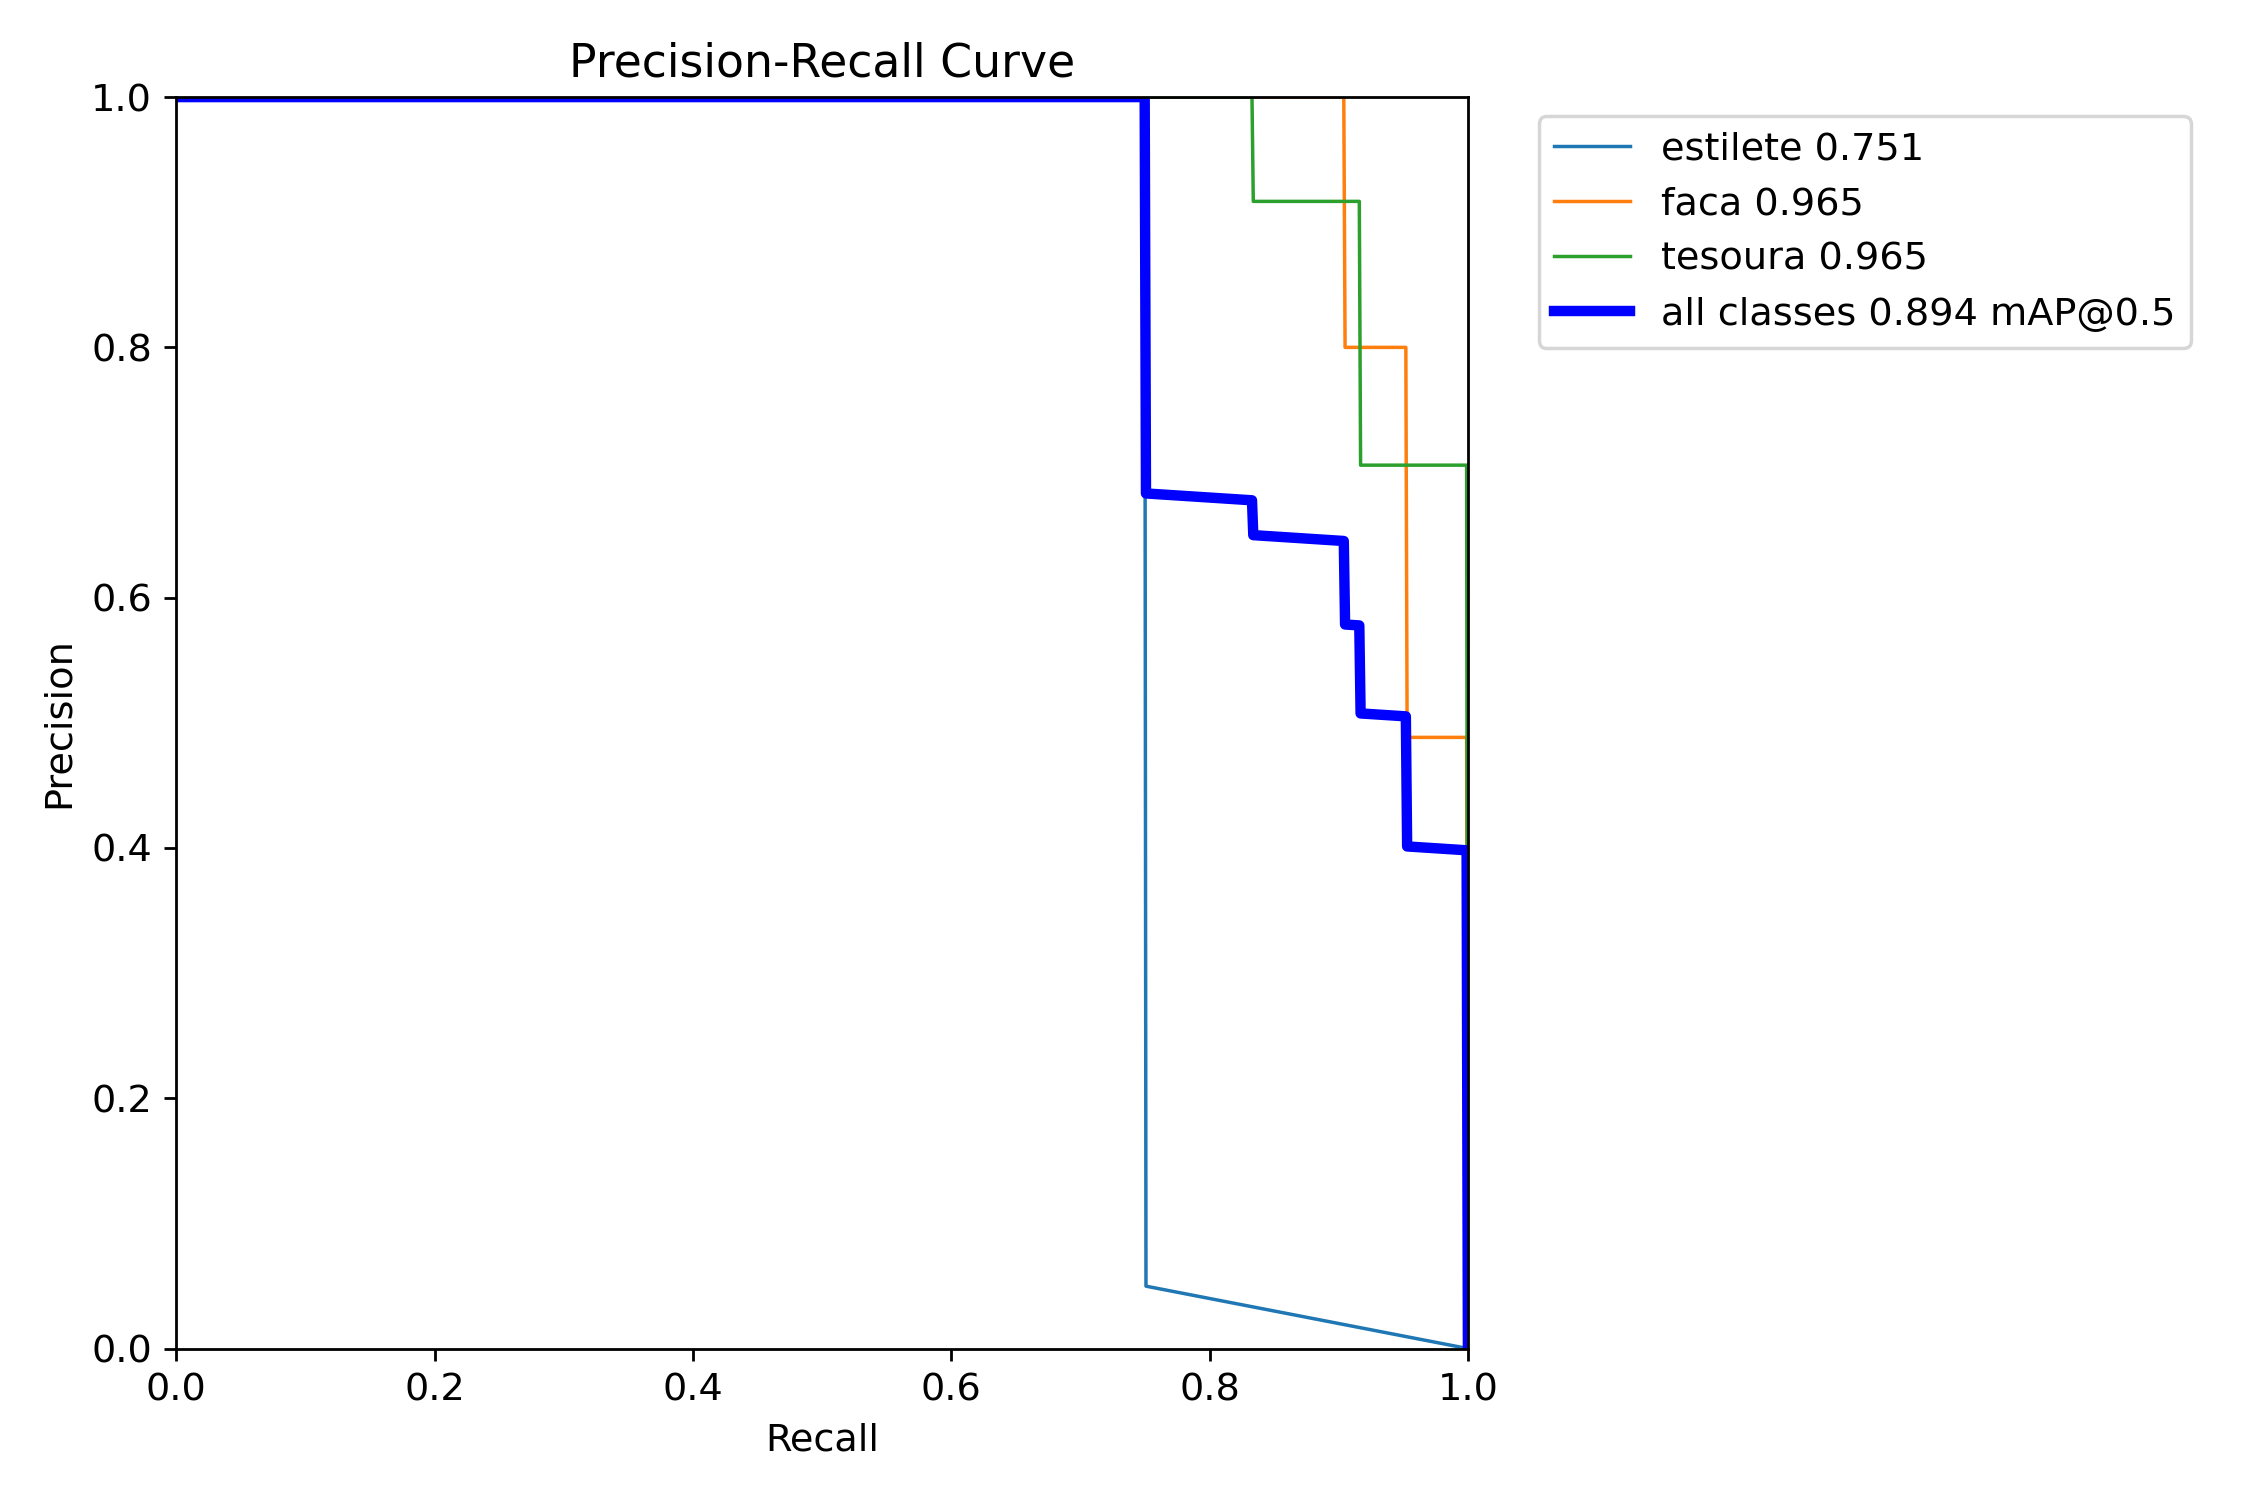 Precision-Recall Curve
estilete 0.751
faca 0.965
tesoura 0.965
all classes 0.894 mAP@0.5
Precision
1.0
0.8
0.6
0.4
0.2
0.0
0.0 0.2 0.4 0.6 0.8 1.0
Recall